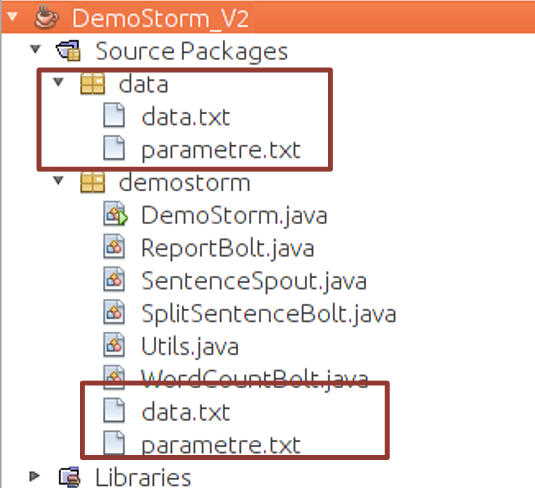 DemoStorm_V2
Source Packages
data
data.txt
parametre.txt
demostorm
DemoStorm.java
ReportBolt.java
SentenceSpout.java
SplitSentenceBolt.java
Utils.java
WordCountBolt.java
data.txt
parametre.txt
Libraries